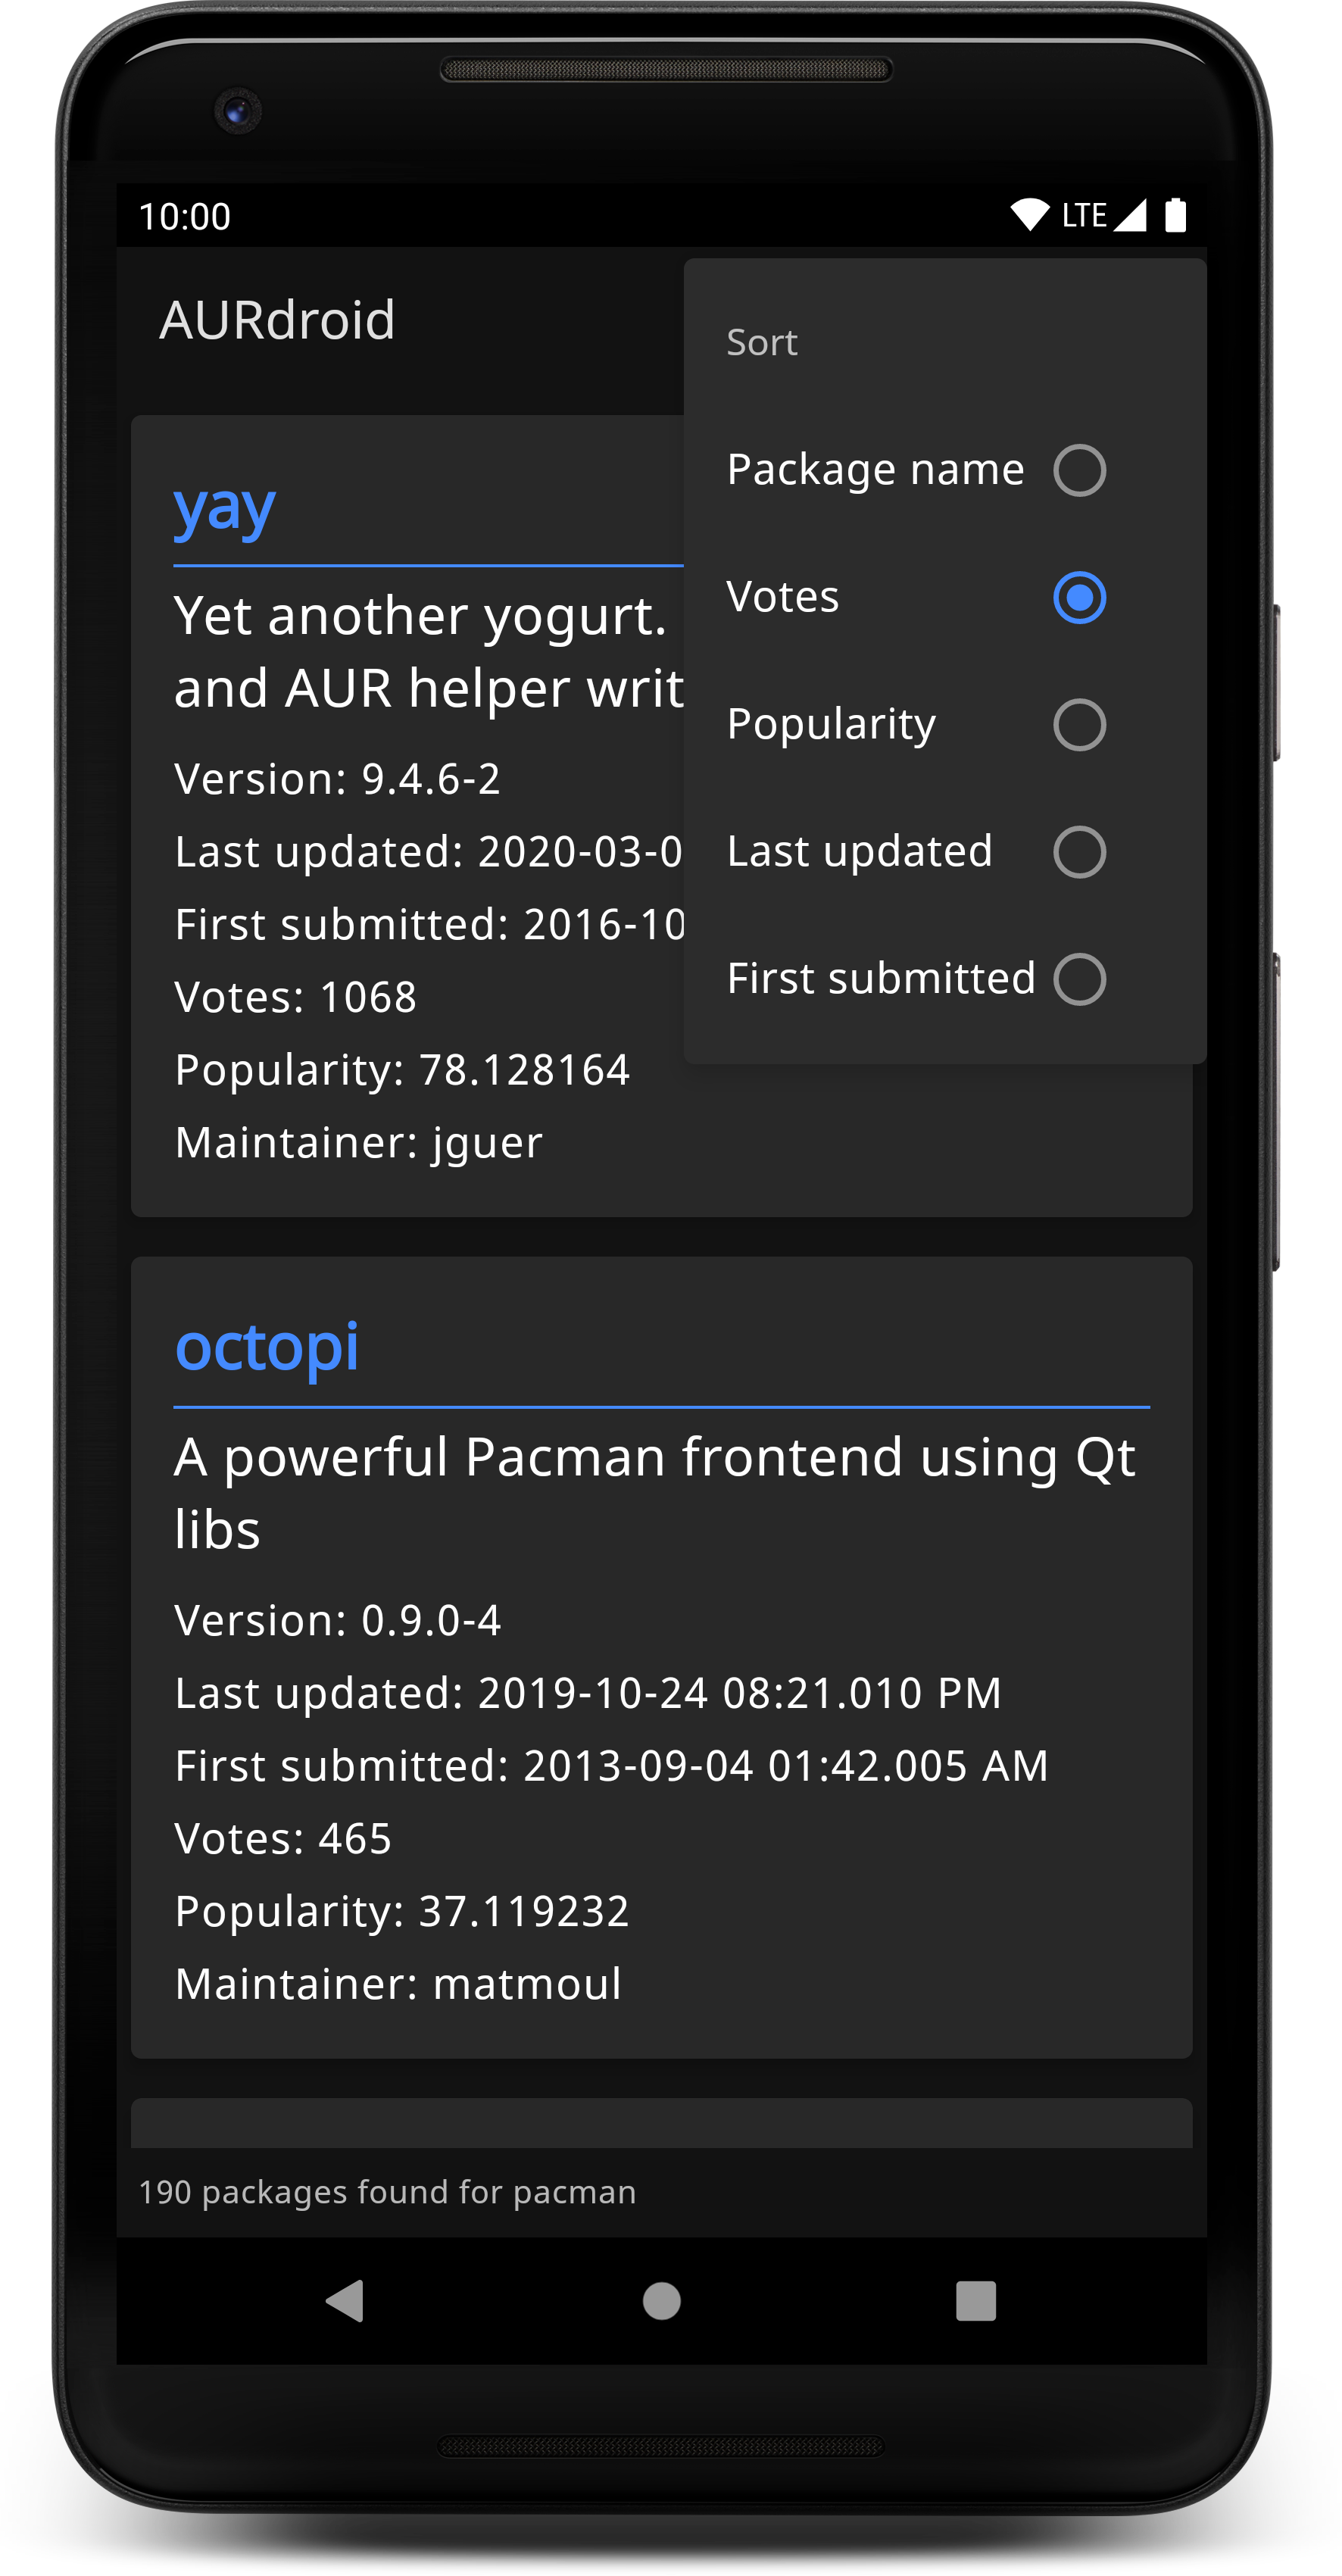 10:00
LTE
AURdroid
Sort
Package name
Votes
Popularity
Last updated
First submitted
yay
Yet another yogurt.
and AUR helper writ
Version: 9.4.6-2
Last updated: 2020-03-0
First submitted: 2016-10
Votes: 1068
Popularity: 78.128164
Maintainer: jguer
octopi
A powerful Pacman frontend using Qt
libs
Version: 0.9.0-4
Last updated: 2019-10-24 08:21.010 PM
First submitted: 2013-09-04 01:42.005 AM
Votes: 465
Popularity: 37.119232
Maintainer: matmoul
190 packages found for pacman